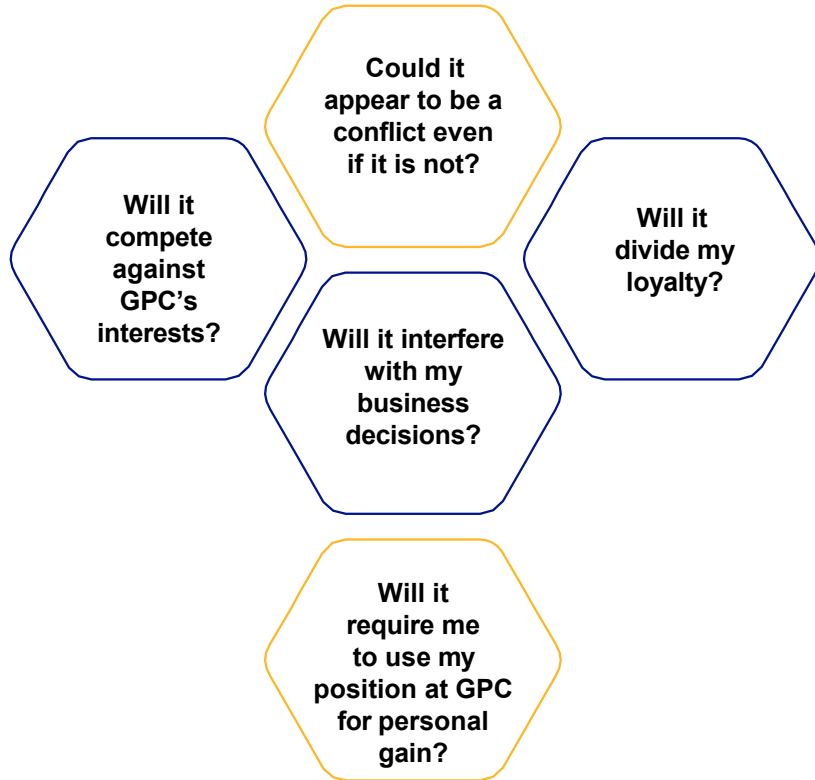 Could it
appear to be a
conflict even
if it is not?
Will it
compete
against
GPC’s
interests?
Will it
divide my
loyalty?
Will it interfere
with my
business
decisions?
Will it
require me
to use my
position at GPC
for personal
gain?